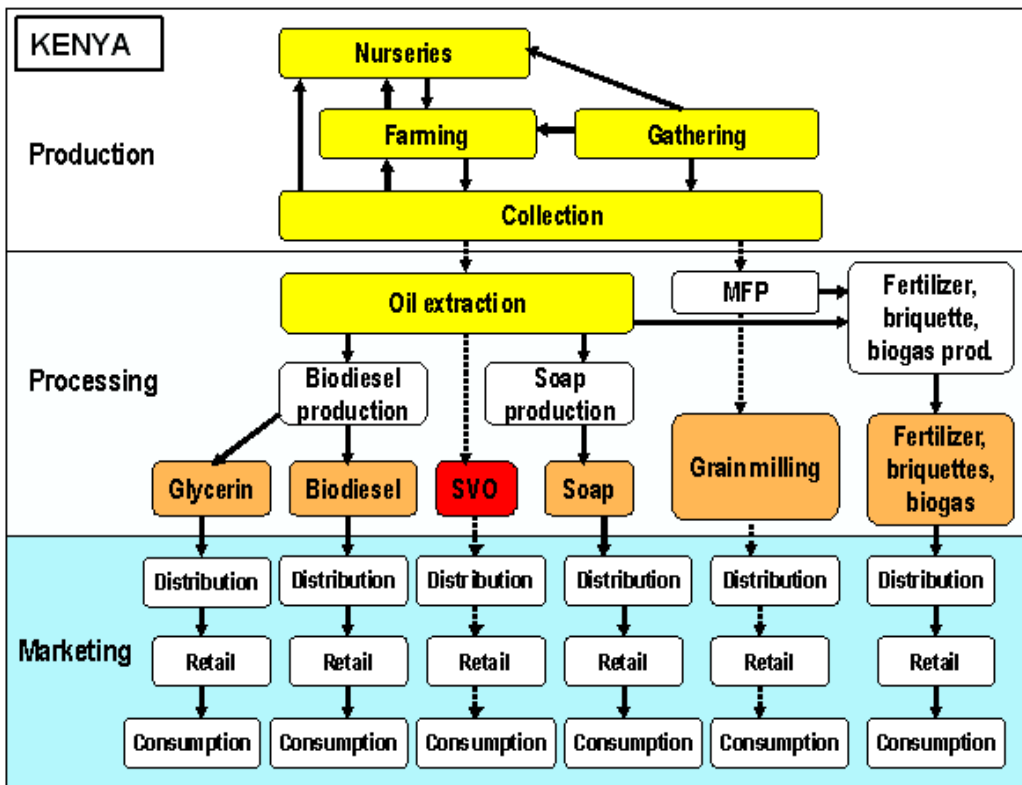 KENYA
Nurseries
Production
Farming
Gathering
Collection
Processing
Oil extraction
MFP
Fertilizer,
briquette,
biogas prod.
Biodiesel
production
Soap
production
Glycerin
Biodiesel
SVO
Soap
Grain milling
Fertilizer,
briquettes,
biogas
Marketing
Distribution
Distribution
Distribution
Distribution
Distribution
Distribution
Retail
Retail
Retail
Retail
Retail
Retail
Consumption
Consumption
Consumption
Consumption
Consumption
Consumption